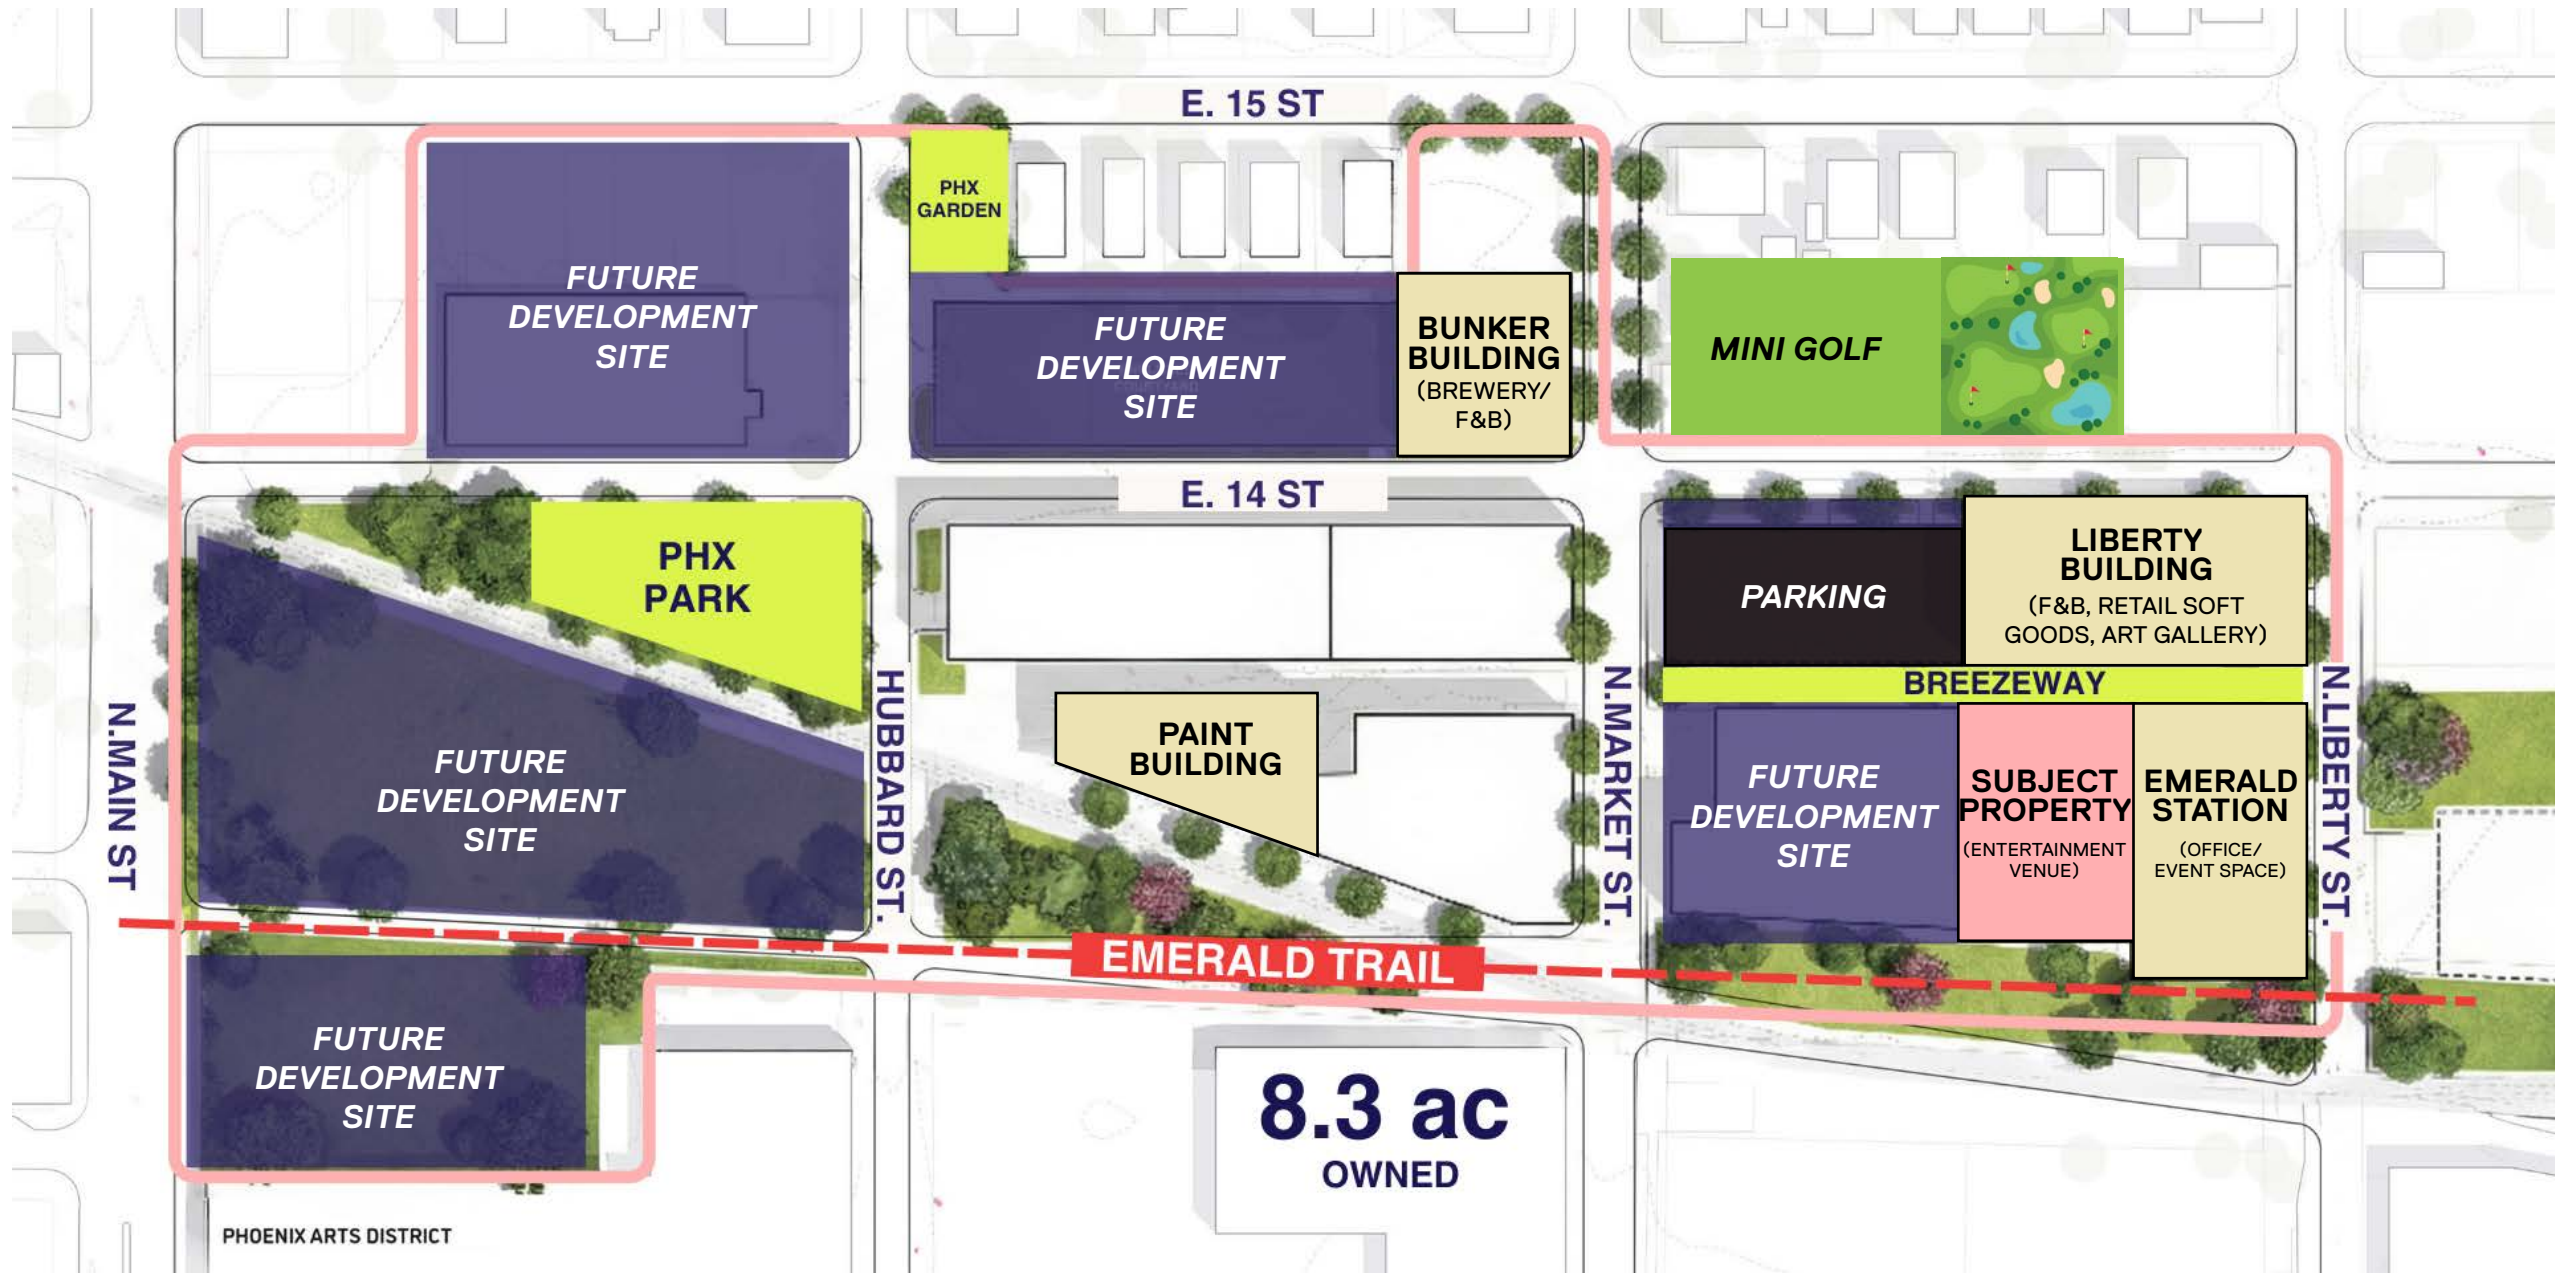 E. 15 ST
PHX
GARDEN
FUTURE
DEVELOPMENT
SITE
FUTURE
DEVELOPMENT
SITE
BUNKER
BUILDING
(BREWERY/
F&B)
MINI GOLF
E. 14 ST
PHX
PARK
PARKING
LIBERTY
BUILDING
(F&B, RETAIL SOFT
GOODS, ART GALLERY)
BREEZEWAY
N.MAIN ST
FUTURE
DEVELOPMENT
SITE
HUBBARD ST.
PAINT
BUILDING
N.MARKET ST.
FUTURE
DEVELOPMENT
SITE
SUBJECT
PROPERTY
(ENTERTAINMENT
VENUE)
EMERALD
STATION
(OFFICE/
EVENT SPACE)
N.LIBERTY ST.
EMERALD TRAIL
FUTURE
DEVELOPMENT
SITE
8.3 ac
OWNED
PHOENIX ARTS DISTRICT